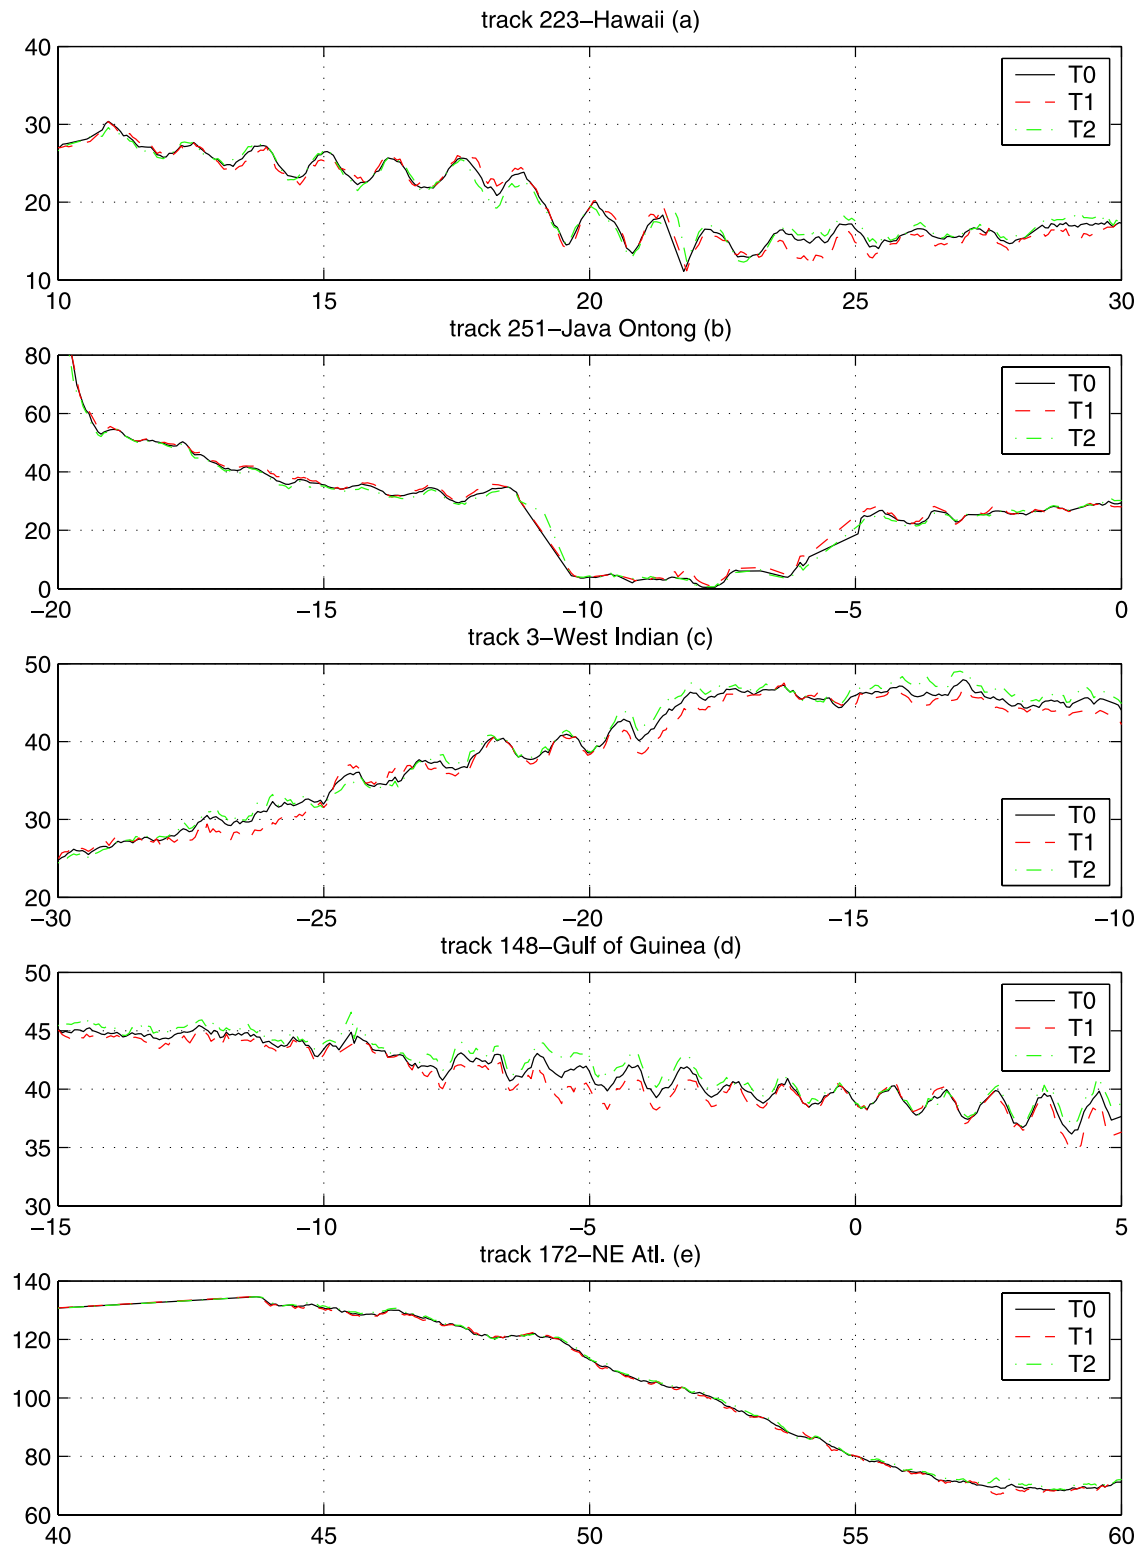 track 223–Hawaii (a)
40
30
20
10
10
15
20
25
30
T0
T1
T2
track 251–Java Ontong (b)
80
60
40
20
0
−20
−15
−10
−5
0
T0
T1
T2
track 3–West Indian (c)
50
40
30
20
−30
−25
−20
−15
−10
T0
T1
T2
track 148–Gulf of Guinea (d)
50
45
40
35
30
−15
−10
−5
0
5
T0
T1
T2
track 172–NE Atl. (e)
140
120
100
80
60
40
45
50
55
60
T0
T1
T2